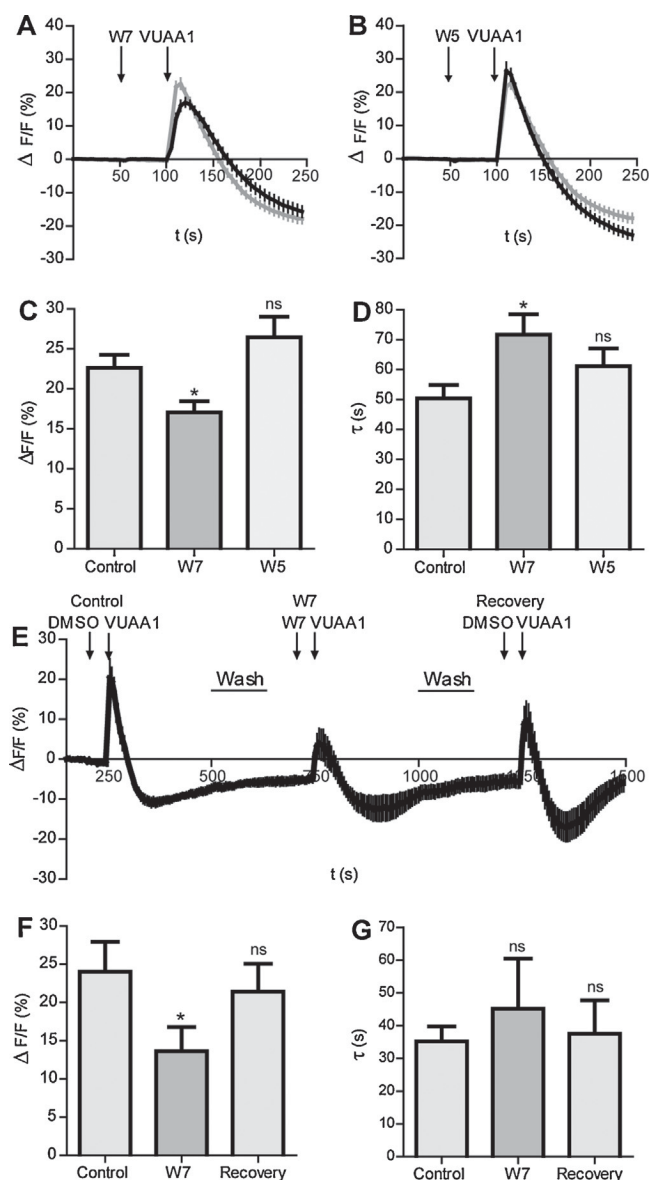 A
W7 VUAA1
Δ F/F (%)
40
30
20
10
0
-10
-20
-30
50 100 150 200 250
t (s)
B
W5 VUAA1
Δ F/F (%)
40
30
20
10
0
-10
-20
-30
50 100 150 200 250
t (s)
C
ΔF/F (%)
30
25
20
15
10
5
0
*
ns
Control W7 W5
D
τ (s)
80
70
60
50
40
30
20
10
0
*
ns
Control W7 W5
E
Control W7 Recovery
DMSO VUAA1 W7 VUAA1 DMSO VUAA1
Wash Wash
ΔF/F (%)
30
20
10
0
-10
-20
-30
250 500 750 1000 1250 1500
t (s)
F
Δ F/F (%)
30
25
20
15
10
5
0
*
ns
Control W7 Recovery
G
τ (s)
70
60
50
40
30
20
10
0
ns
ns
Control W7 Recovery